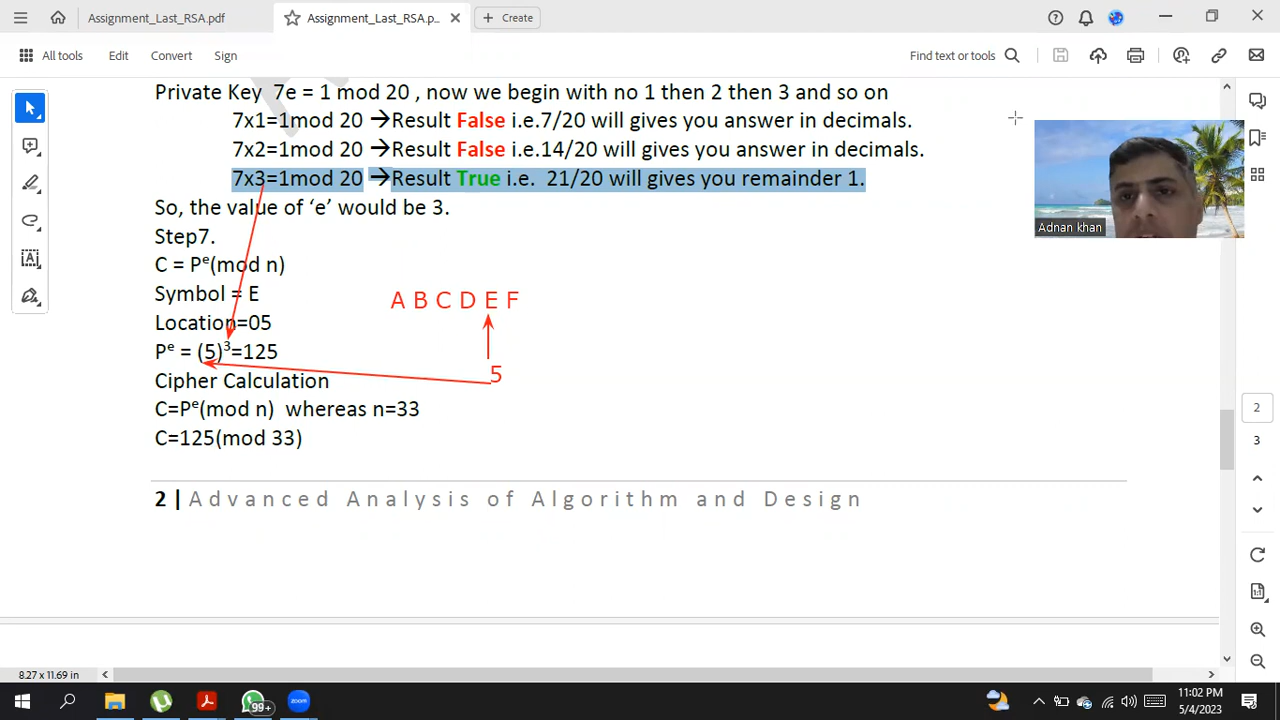 Assignment_Last_RSA.pdf
Assignment_Last_RSA.p...
Create
All tools
Edit
Convert
Sign
Find text or tools
Private Key 7e = 1 mod 20 , now we begin with no 1 then 2 then 3 and so on
7x1=1mod 20 →Result False i.e.7/20 will gives you answer in decimals.
7x2=1mod 20 →Result False i.e.14/20 will gives you answer in decimals.
7x3=1mod 20 →Result True i.e. 21/20 will gives you remainder 1.
So, the value of ‘e’ would be 3.
Step7.
C = Pᵉ(mod n)
Symbol = E
A B C D E F
Location=05
Pᵉ = (5)³=125
5
Cipher Calculation
C=Pᵉ(mod n) whereas n=33
C=125(mod 33)
2 | Advanced Analysis of Algorithm and Design
Adnan khan
2
3
8.27 x 11.69 in
99+
zoom
11:02 PM
5/4/2023